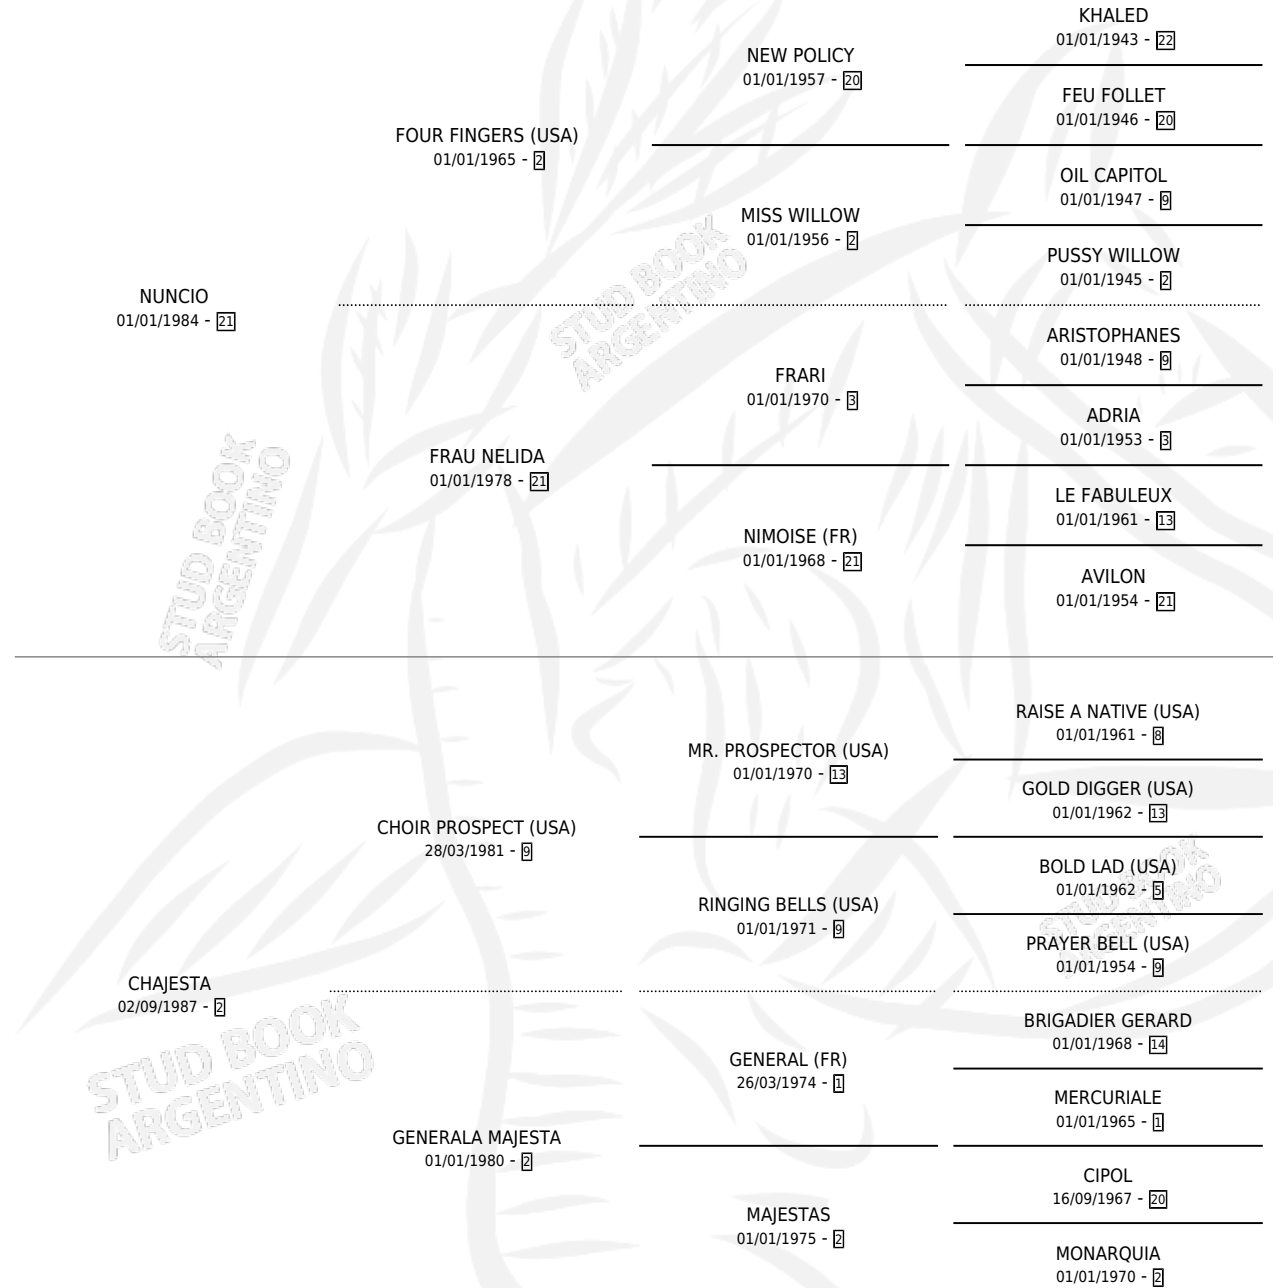 KHALED
01/01/1943 - 22
NEW POLICY
01/01/1957 - 20
FEU FOLLET
01/01/1946 - 20
FOUR FINGERS (USA)
01/01/1965 - 2
OIL CAPITOL
01/01/1947 - 9
MISS WILLOW
01/01/1956 - 2
PUSSY WILLOW
01/01/1945 - 2
STUD BOOK
ARGENTINO
NUNCIO
01/01/1984 - 21
ARISTOPHANES
01/01/1948 - 9
FRARI
01/01/1970 - 3
ADRIA
01/01/1953 - 3
FRAU NELIDA
01/01/1978 - 21
LE FABULEUX
01/01/1961 - 13
NIMOISE (FR)
01/01/1968 - 21
AVILON
01/01/1954 - 21
STUD BOOK
ARGENTINO
RAISE A NATIVE (USA)
01/01/1961 - 8
MR. PROSPECTOR (USA)
01/01/1970 - 13
GOLD DIGGER (USA)
01/01/1962 - 13
CHOIR PROSPECT (USA)
28/03/1981 - 9
BOLD LAD (USA)
01/01/1962 - 5
RINGING BELLS (USA)
01/01/1971 - 9
PRAYER BELL (USA)
01/01/1954 - 9
STUD BOOK
ARGENTINO
CHAJESTA
02/09/1987 - 2
BRIGADIER GERARD
01/01/1968 - 14
GENERAL (FR)
26/03/1974 - 1
MERCURIALE
01/01/1965 - 1
STUD BOOK
ARGENTINO
GENERALA MAJESTA
01/01/1980 - 2
CIPOL
16/09/1967 - 20
MAJESTAS
01/01/1975 - 2
MONARQUIA
01/01/1970 - 2